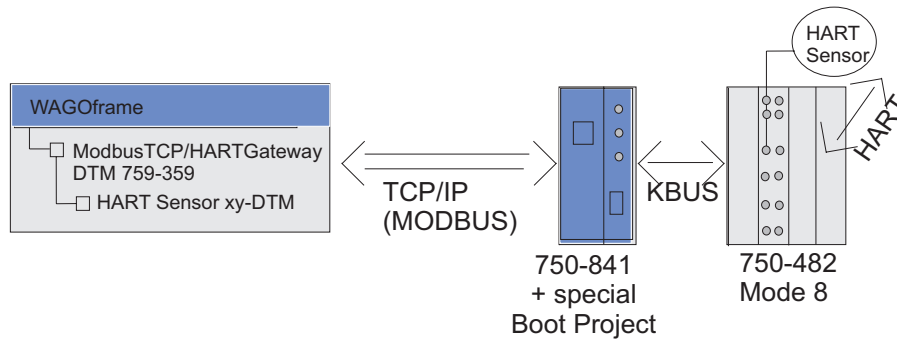 WAGOframe
ModbusTCP/HARTGateway
DTM 759-359
HART Sensor xy-DTM
TCP/IP
(MODBUS)
750-841
+ special
Boot Project
KBUS
HART
Sensor
HART
750-482
Mode 8